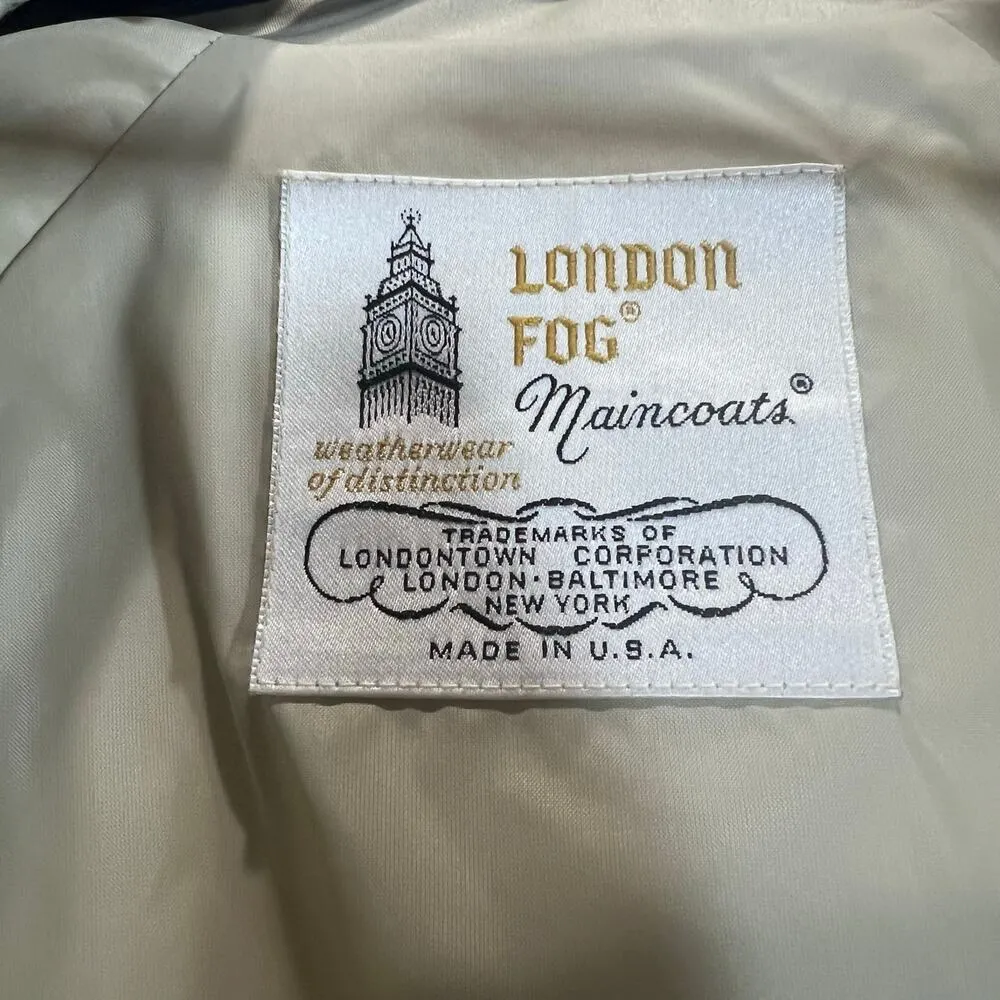 LONDON
FOG®
Maincoats®
weatherwear
of distinction
TRADEMARKS OF
LONDONTOWN CORPORATION
LONDON·BALTIMORE
NEW YORK
MADE IN U.S.A.